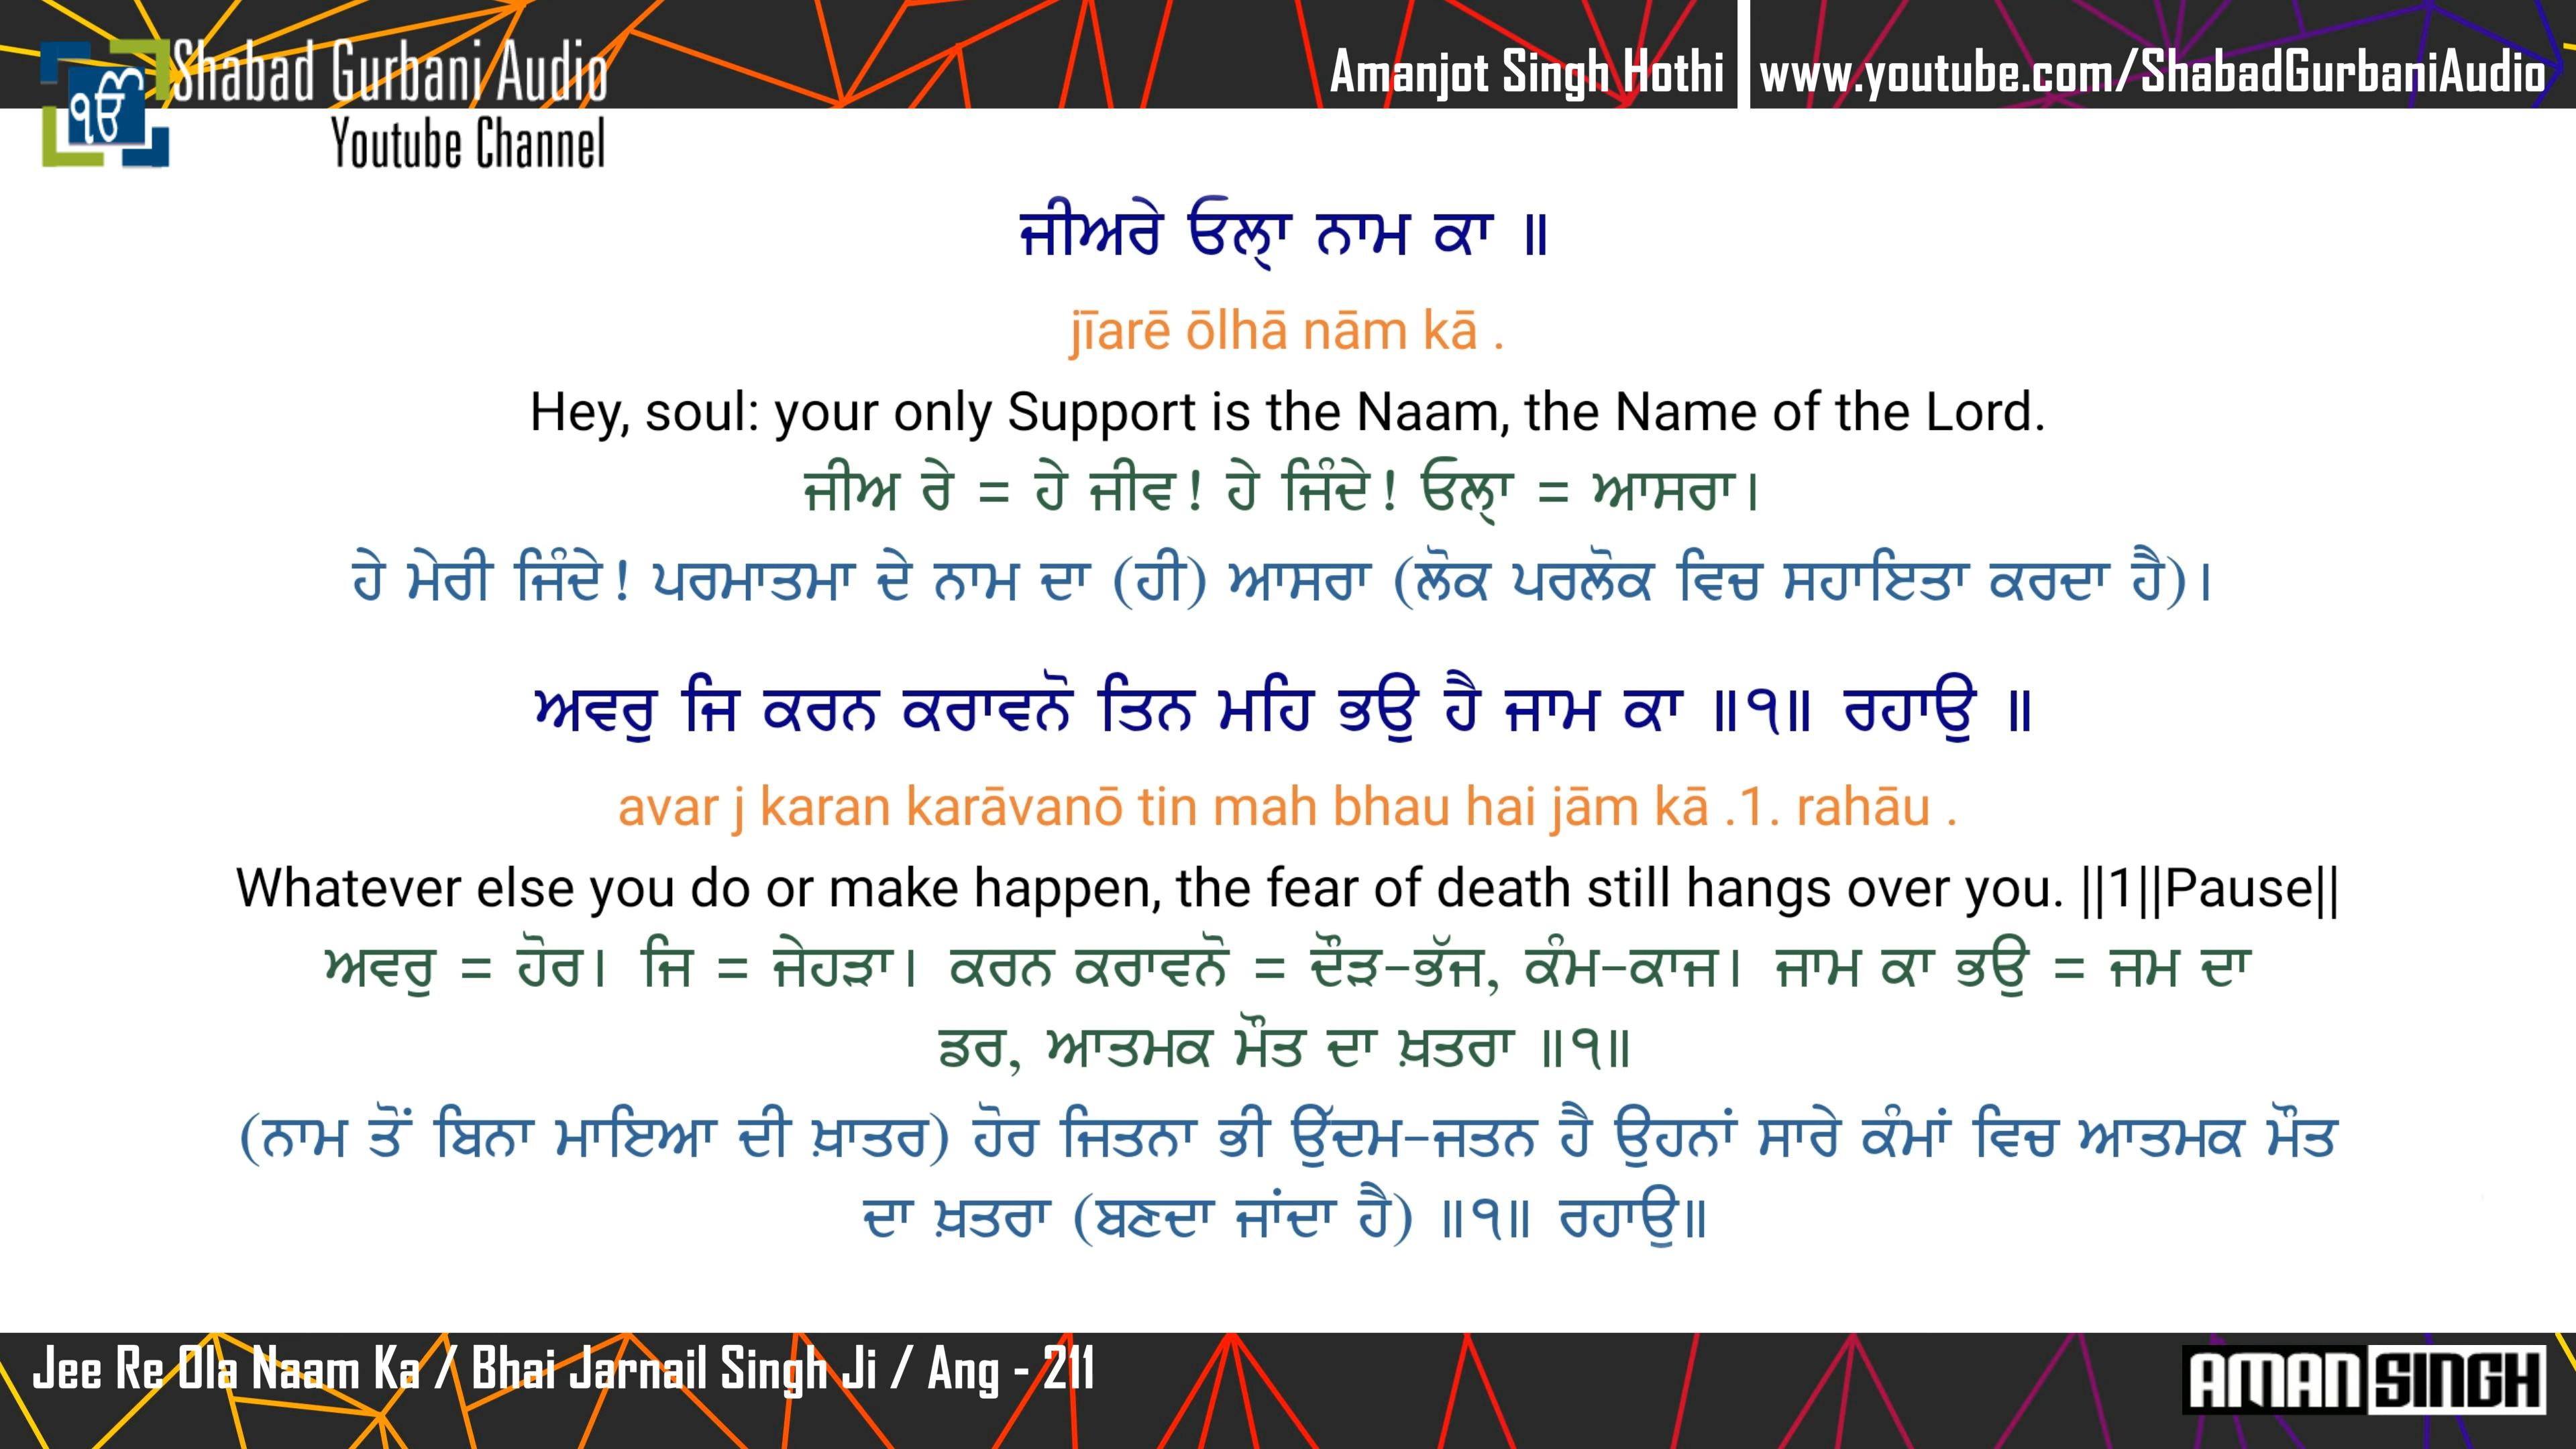 Shabad Gurbani Audio
Youtube Channel
ੴ
Amanjot Singh Hothi | www.youtube.com/ShabadGurbaniAudio
ਜੀਅਰੇ ਓਲ੍ਹਾ ਨਾਮ ਕਾ ॥
jīarē ōlhā nām kā .
Hey, soul: your only Support is the Naam, the Name of the Lord.
ਜੀਅ ਰੇ = ਹੇ ਜੀਵ! ਹੇ ਜਿੰਦੇ! ਓਲ੍ਹਾ = ਆਸਰਾ।
ਹੇ ਮੇਰੀ ਜਿੰਦੇ! ਪਰਮਾਤਮਾ ਦੇ ਨਾਮ ਦਾ (ਹੀ) ਆਸਰਾ (ਲੋਕ ਪਰਲੋਕ ਵਿਚ ਸਹਾਇਤਾ ਕਰਦਾ ਹੈ)।
ਅਵਰੁ ਜਿ ਕਰਨ ਕਰਾਵਨੋ ਤਿਨ ਮਹਿ ਭਉ ਹੈ ਜਾਮ ਕਾ ॥੧॥ ਰਹਾਉ ॥
avar j karan karāvanō tin mah bhau hai jām kā .1. rahāu .
Whatever else you do or make happen, the fear of death still hangs over you. ||1||Pause||
ਅਵਰੁ = ਹੋਰ। ਜਿ = ਜੇਹੜਾ। ਕਰਨ ਕਰਾਵਨੋ = ਦੌੜ-ਭੱਜ, ਕੰਮ-ਕਾਜ। ਜਾਮ ਕਾ ਭਉ = ਜਮ ਦਾ
ਡਰ, ਆਤਮਕ ਮੌਤ ਦਾ ਖ਼ਤਰਾ ॥੧॥
(ਨਾਮ ਤੋਂ ਬਿਨਾ ਮਾਇਆ ਦੀ ਖ਼ਾਤਰ) ਹੋਰ ਜਿਤਨਾ ਭੀ ਉੱਦਮ-ਜਤਨ ਹੈ ਉਹਨਾਂ ਸਾਰੇ ਕੰਮਾਂ ਵਿਚ ਆਤਮਕ ਮੌਤ
ਦਾ ਖ਼ਤਰਾ (ਬਣਦਾ ਜਾਂਦਾ ਹੈ) ॥੧॥ ਰਹਾਉ॥
Jee Re Ola Naam Ka / Bhai Jarnail Singh Ji / Ang - 211
AMAN SINGH